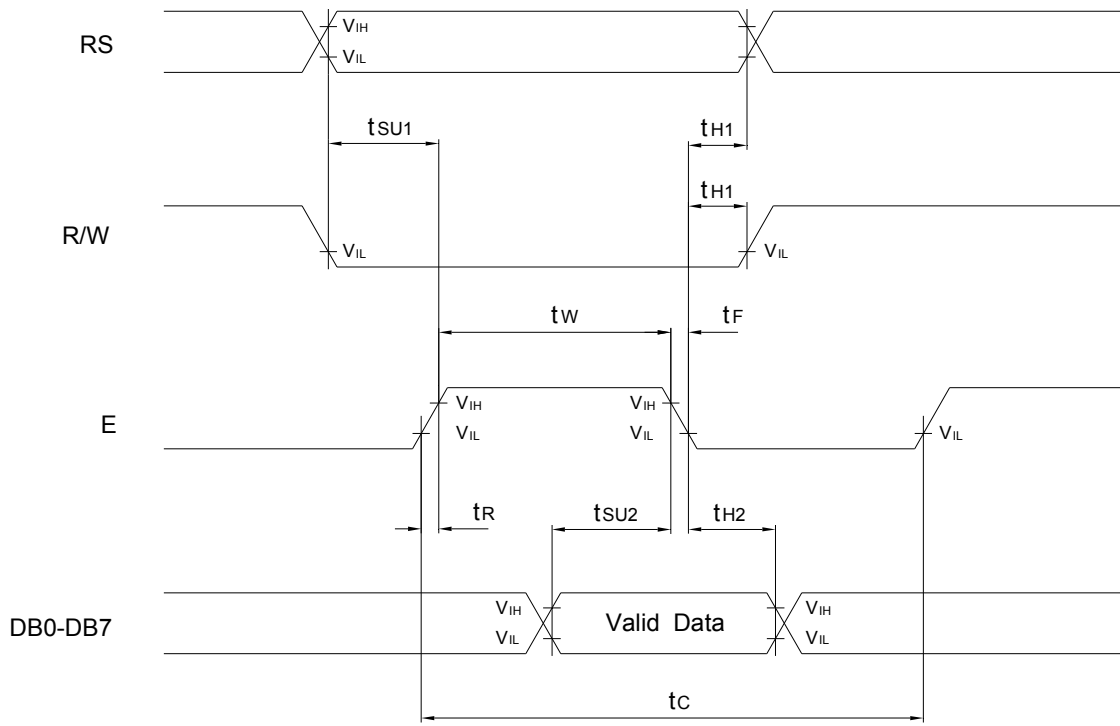 RS
VIH
VIL
tSU1
tH1
tH1
R/W
VIL
VIL
tW
tF
E
VIH
VIH
VIL
VIL
VIL
tR
tSU2
tH2
DB0-DB7
VIH
Valid Data
VIH
VIL
VIL
tC